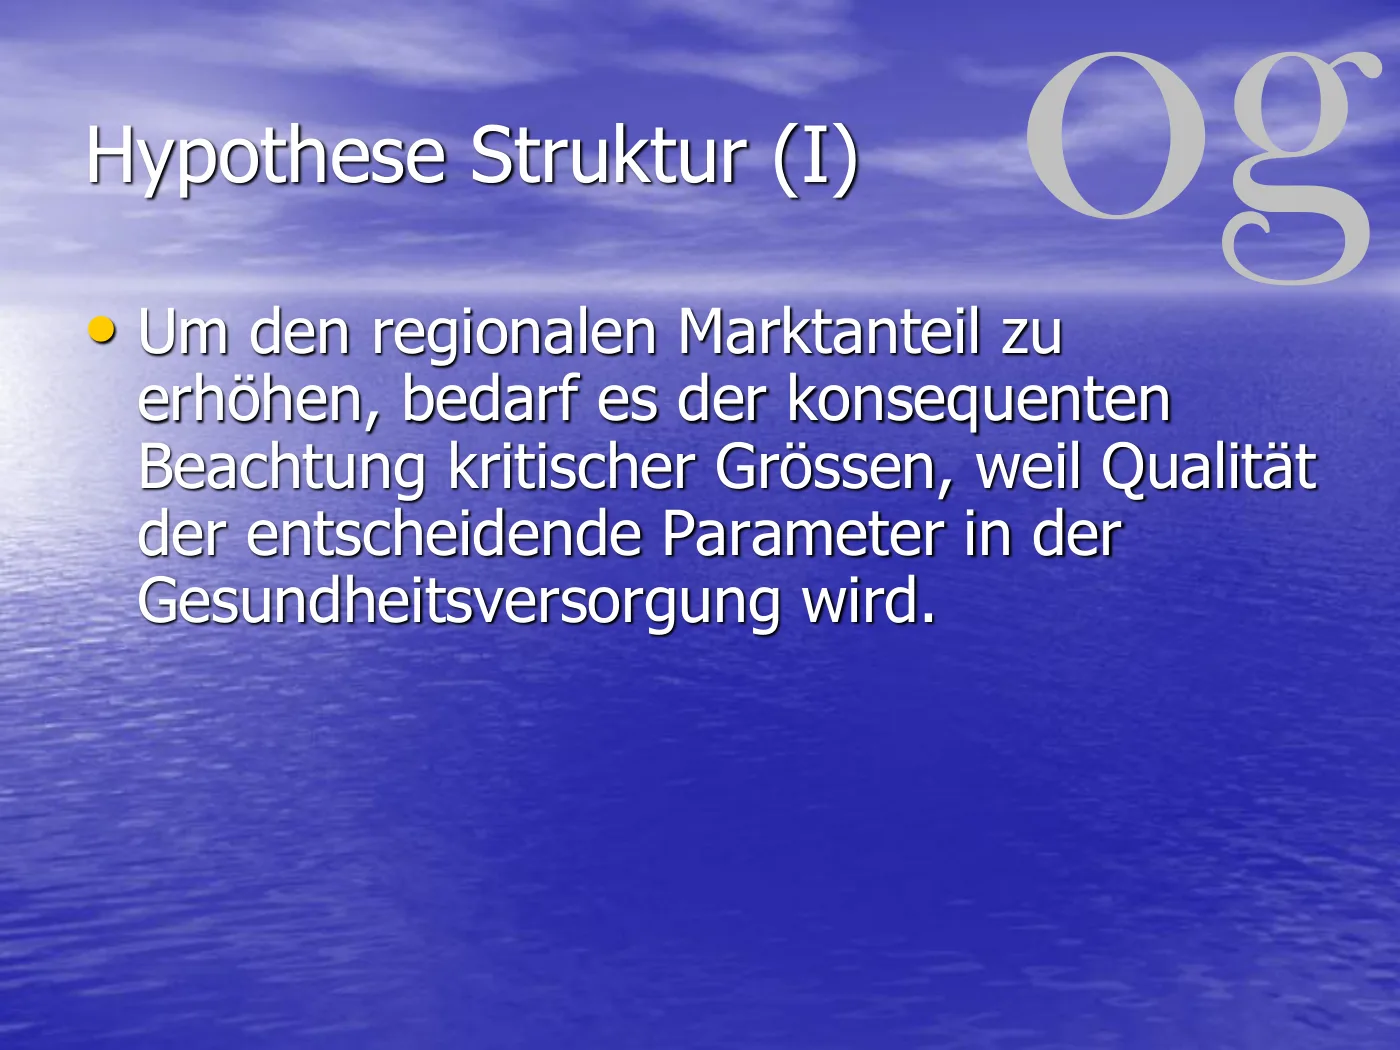 og
Hypothese Struktur (I)
• Um den regionalen Marktanteil zu
erhöhen, bedarf es der konsequenten
Beachtung kritischer Grössen, weil Qualität
der entscheidende Parameter in der
Gesundheitsversorgung wird.